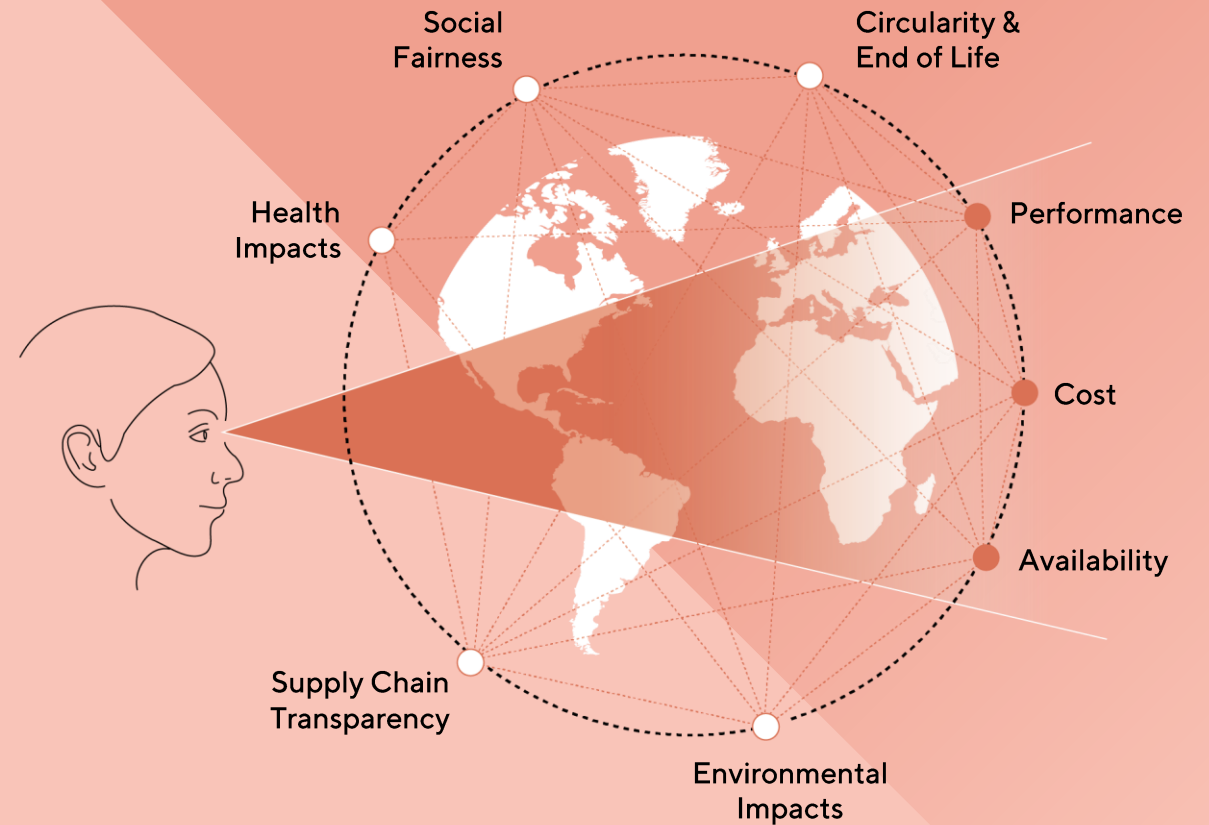 Social
Fairness
Circularity &
End of Life
Health
Impacts
Performance
Cost
Availability
Supply Chain
Transparency
Environmental
Impacts